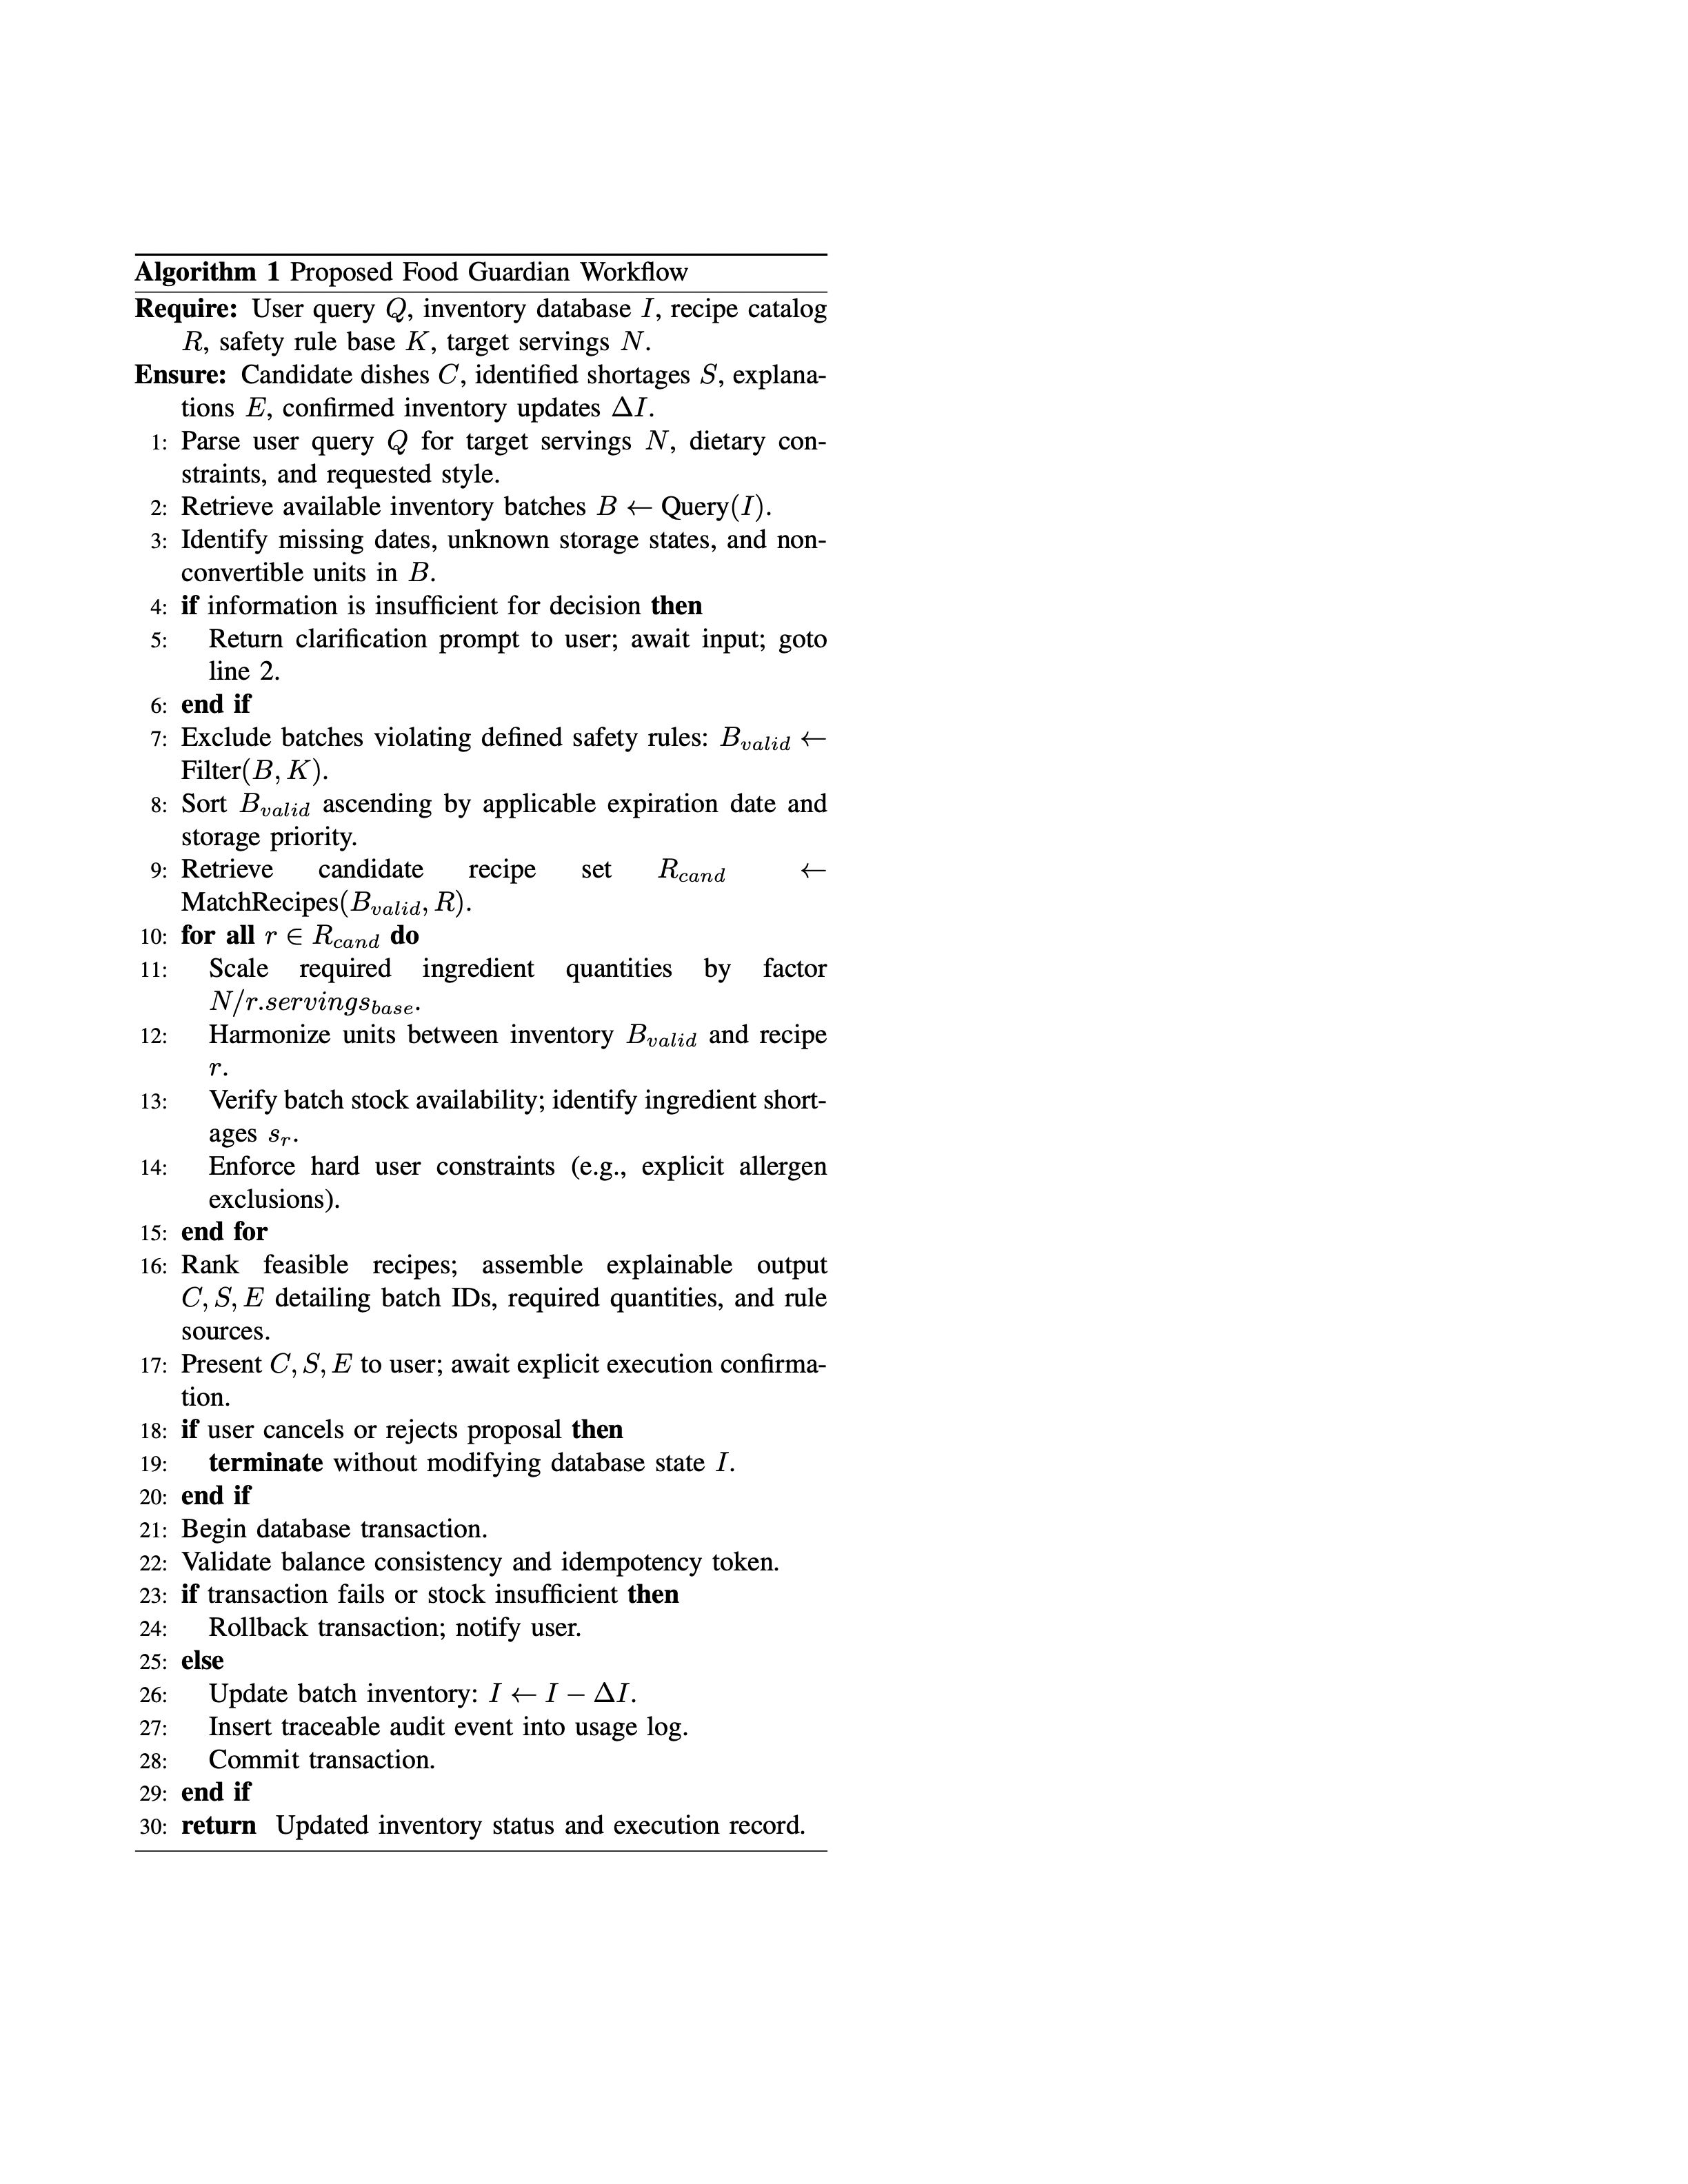 Algorithm 1 Proposed Food Guardian Workflow
Require: User query Q, inventory database I, recipe catalog
R, safety rule base K, target servings N.
Ensure: Candidate dishes C, identified shortages S, explana-
tions E, confirmed inventory updates ΔI.
1: Parse user query Q for target servings N, dietary con-
straints, and requested style.
2: Retrieve available inventory batches B ← Query(I).
3: Identify missing dates, unknown storage states, and non-
convertible units in B.
4: if information is insufficient for decision then
5: Return clarification prompt to user; await input; goto
line 2.
6: end if
7: Exclude batches violating defined safety rules: B_valid ←
Filter(B, K).
8: Sort B_valid ascending by applicable expiration date and
storage priority.
9: Retrieve candidate recipe set R_cand ←
MatchRecipes(B_valid, R).
10: for all r ∈ R_cand do
11: Scale required ingredient quantities by factor
N/r.servings_base.
12: Harmonize units between inventory B_valid and recipe
r.
13: Verify batch stock availability; identify ingredient short-
ages s_r.
14: Enforce hard user constraints (e.g., explicit allergen
exclusions).
15: end for
16: Rank feasible recipes; assemble explainable output
C, S, E detailing batch IDs, required quantities, and rule
sources.
17: Present C, S, E to user; await explicit execution confirma-
tion.
18: if user cancels or rejects proposal then
19: terminate without modifying database state I.
20: end if
21: Begin database transaction.
22: Validate balance consistency and idempotency token.
23: if transaction fails or stock insufficient then
24: Rollback transaction; notify user.
25: else
26: Update batch inventory: I ← I − ΔI.
27: Insert traceable audit event into usage log.
28: Commit transaction.
29: end if
30: return Updated inventory status and execution record.